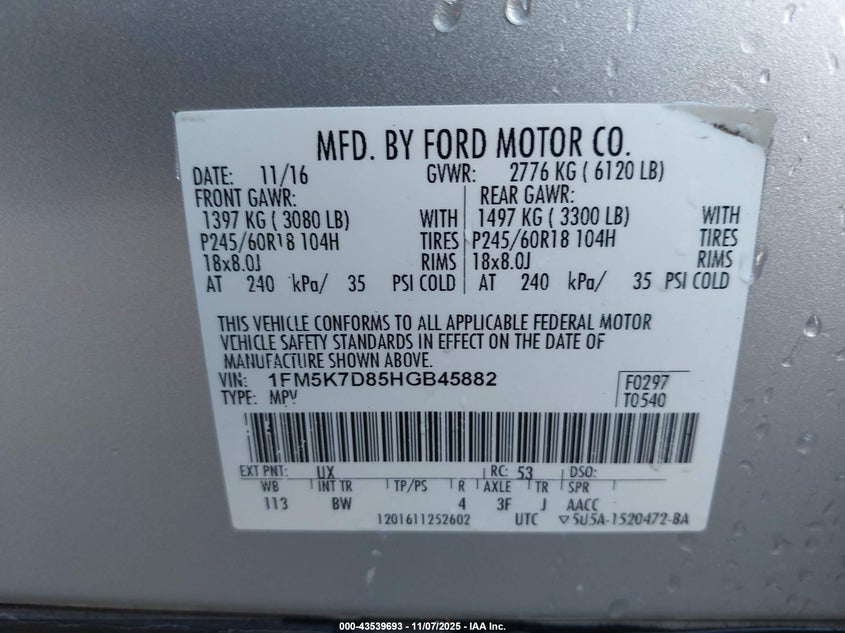 MFD. BY FORD MOTOR CO.
DATE: 11/16 GVWR: 2776 KG ( 6120 LB)
FRONT GAWR: REAR GAWR:
1397 KG ( 3080 LB) WITH 1497 KG ( 3300 LB) WITH
P245/60R18 104H TIRES P245/60R18 104H TIRES
18x8.0J RIMS 18x8.0J RIMS
AT 240 kPa/ 35 PSI COLD AT 240 kPa/ 35 PSI COLD
THIS VEHICLE CONFORMS TO ALL APPLICABLE FEDERAL MOTOR
VEHICLE SAFETY STANDARDS IN EFFECT ON THE DATE OF
MANUFACTURE SHOWN ABOVE.
VIN: 1FM5K7D85HGB45882 F0297
TYPE: MPV T0540
EXT PNT: UX RC: 53 DSO:
WB INT TR TP/PS R AXLE TR SPR
113 BW 4 3F J AACC
1201611252602 UTC ▽5U5A-1520472-BA
000-43539693 - 11/07/2025 - IAA Inc.